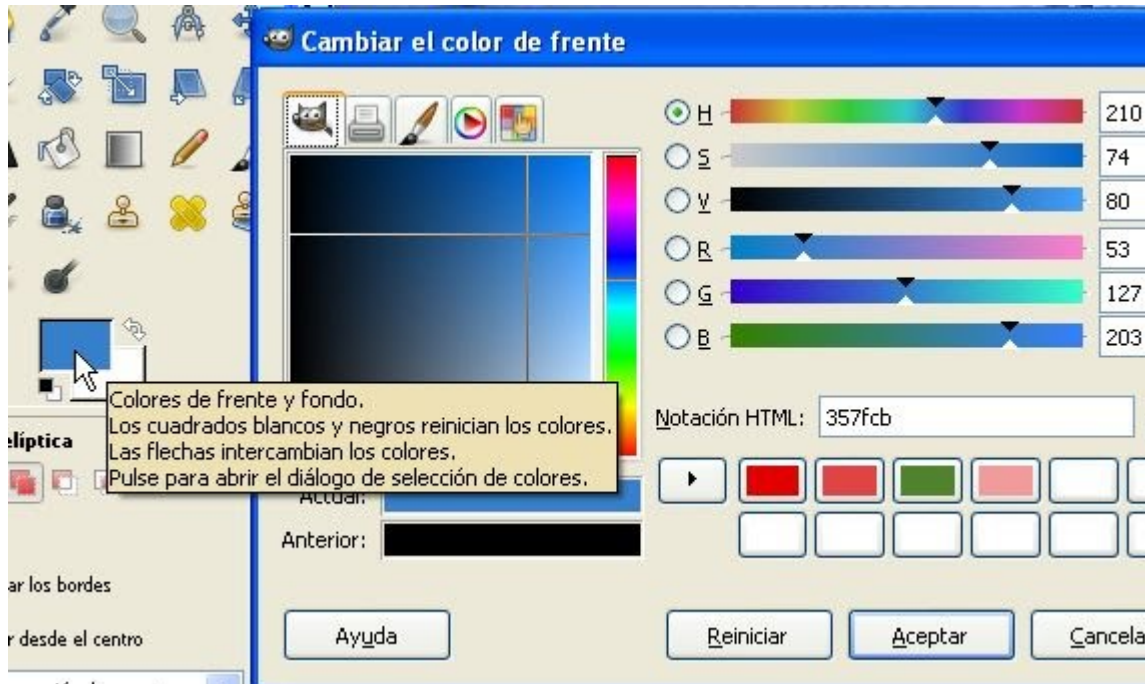 Cambiar el color de frente
H 210
S 74
V 80
R 53
G 127
B 203
Colores de frente y fondo.
Los cuadrados blancos y negros reinician los colores.
Las flechas intercambian los colores.
Pulse para abrir el diálogo de selección de colores.
Notación HTML: 357fcb
elíptica
Actual:
Anterior:
ar los bordes
r desde el centro
Ayuda
Reiniciar
Aceptar
Cancela